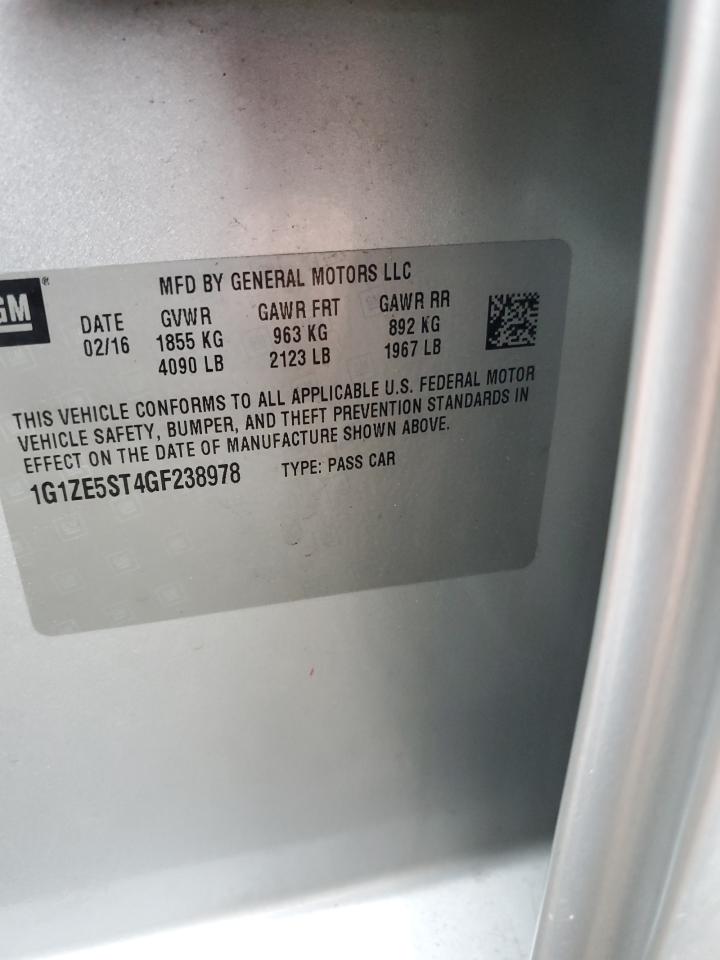 GM®
MFD BY GENERAL MOTORS LLC
DATE GVWR GAWR FRT GAWR RR
02/16 1855 KG 963 KG 892 KG
4090 LB 2123 LB 1967 LB
THIS VEHICLE CONFORMS TO ALL APPLICABLE U.S. FEDERAL MOTOR
VEHICLE SAFETY, BUMPER, AND THEFT PREVENTION STANDARDS IN
EFFECT ON THE DATE OF MANUFACTURE SHOWN ABOVE.
1G1ZE5ST4GF238978 TYPE: PASS CAR